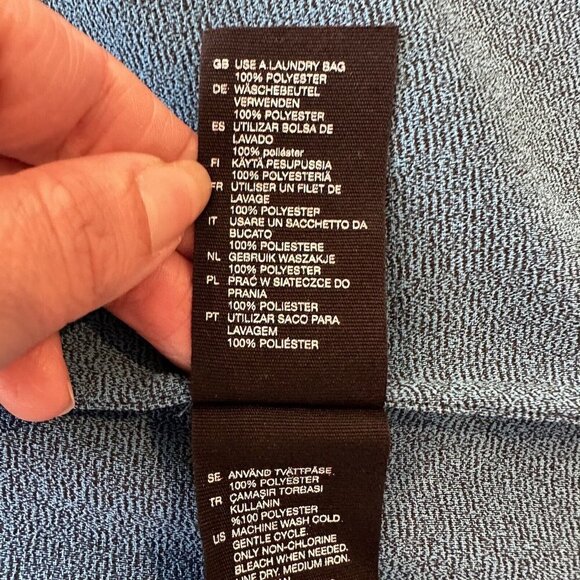 GB USE A LAUNDRY BAG
100% POLYESTER
DE WÄSCHEBEUTEL
VERWENDEN
100% POLYESTER
ES UTILIZAR BOLSA DE
LAVADO
100% poliéster
FI KÄYTÄ PESUPUSSIA
100% POLYESTERIÄ
FR UTILISER UN FILET DE
LAVAGE
100% POLYESTER
IT USARE UN SACCHETTO DA
BUCATO
100% POLIESTERE
NL GEBRUIK WASZAKJE
100% POLYESTER
PL PRAĆ W SIATECZCE DO
PRANIA
100% POLIESTER
PT UTILIZAR SACO PARA
LAVAGEM
100% POLIÉSTER
SE ANVÄND TVÄTTPÅSE
100% POLYESTER
TR ÇAMAŞIR TORBASI
KULLANIN
%100 POLYESTER
US MACHINE WASH COLD.
GENTLE CYCLE.
ONLY NON-CHLORINE
BLEACH WHEN NEEDED.
LINE DRY. MEDIUM IRON.